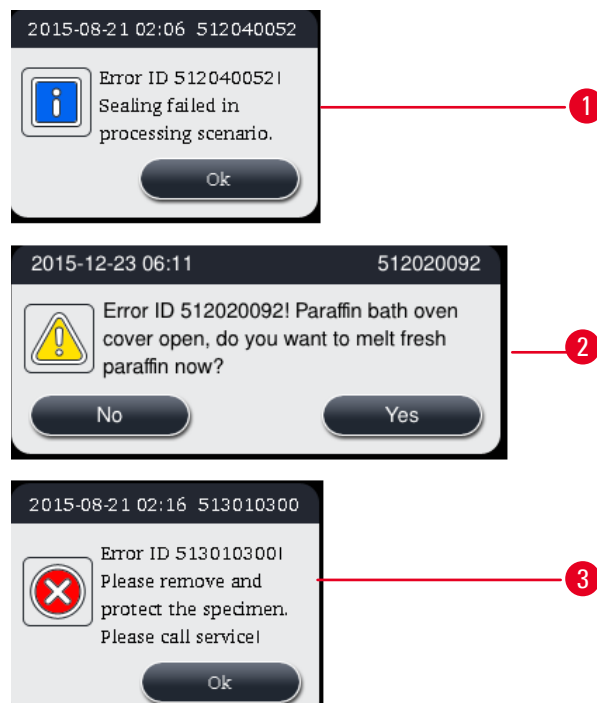 2015-08-21 02:06 512040052
Error ID 512040052!
Sealing failed in
processing scenario.
Ok
1
2015-12-23 06:11 512020092
Error ID 512020092! Paraffin bath oven
cover open, do you want to melt fresh
paraffin now?
No Yes
2
2015-08-21 02:16 513010300
Error ID 513010300!
Please remove and
protect the specimen.
Please call service!
Ok
3